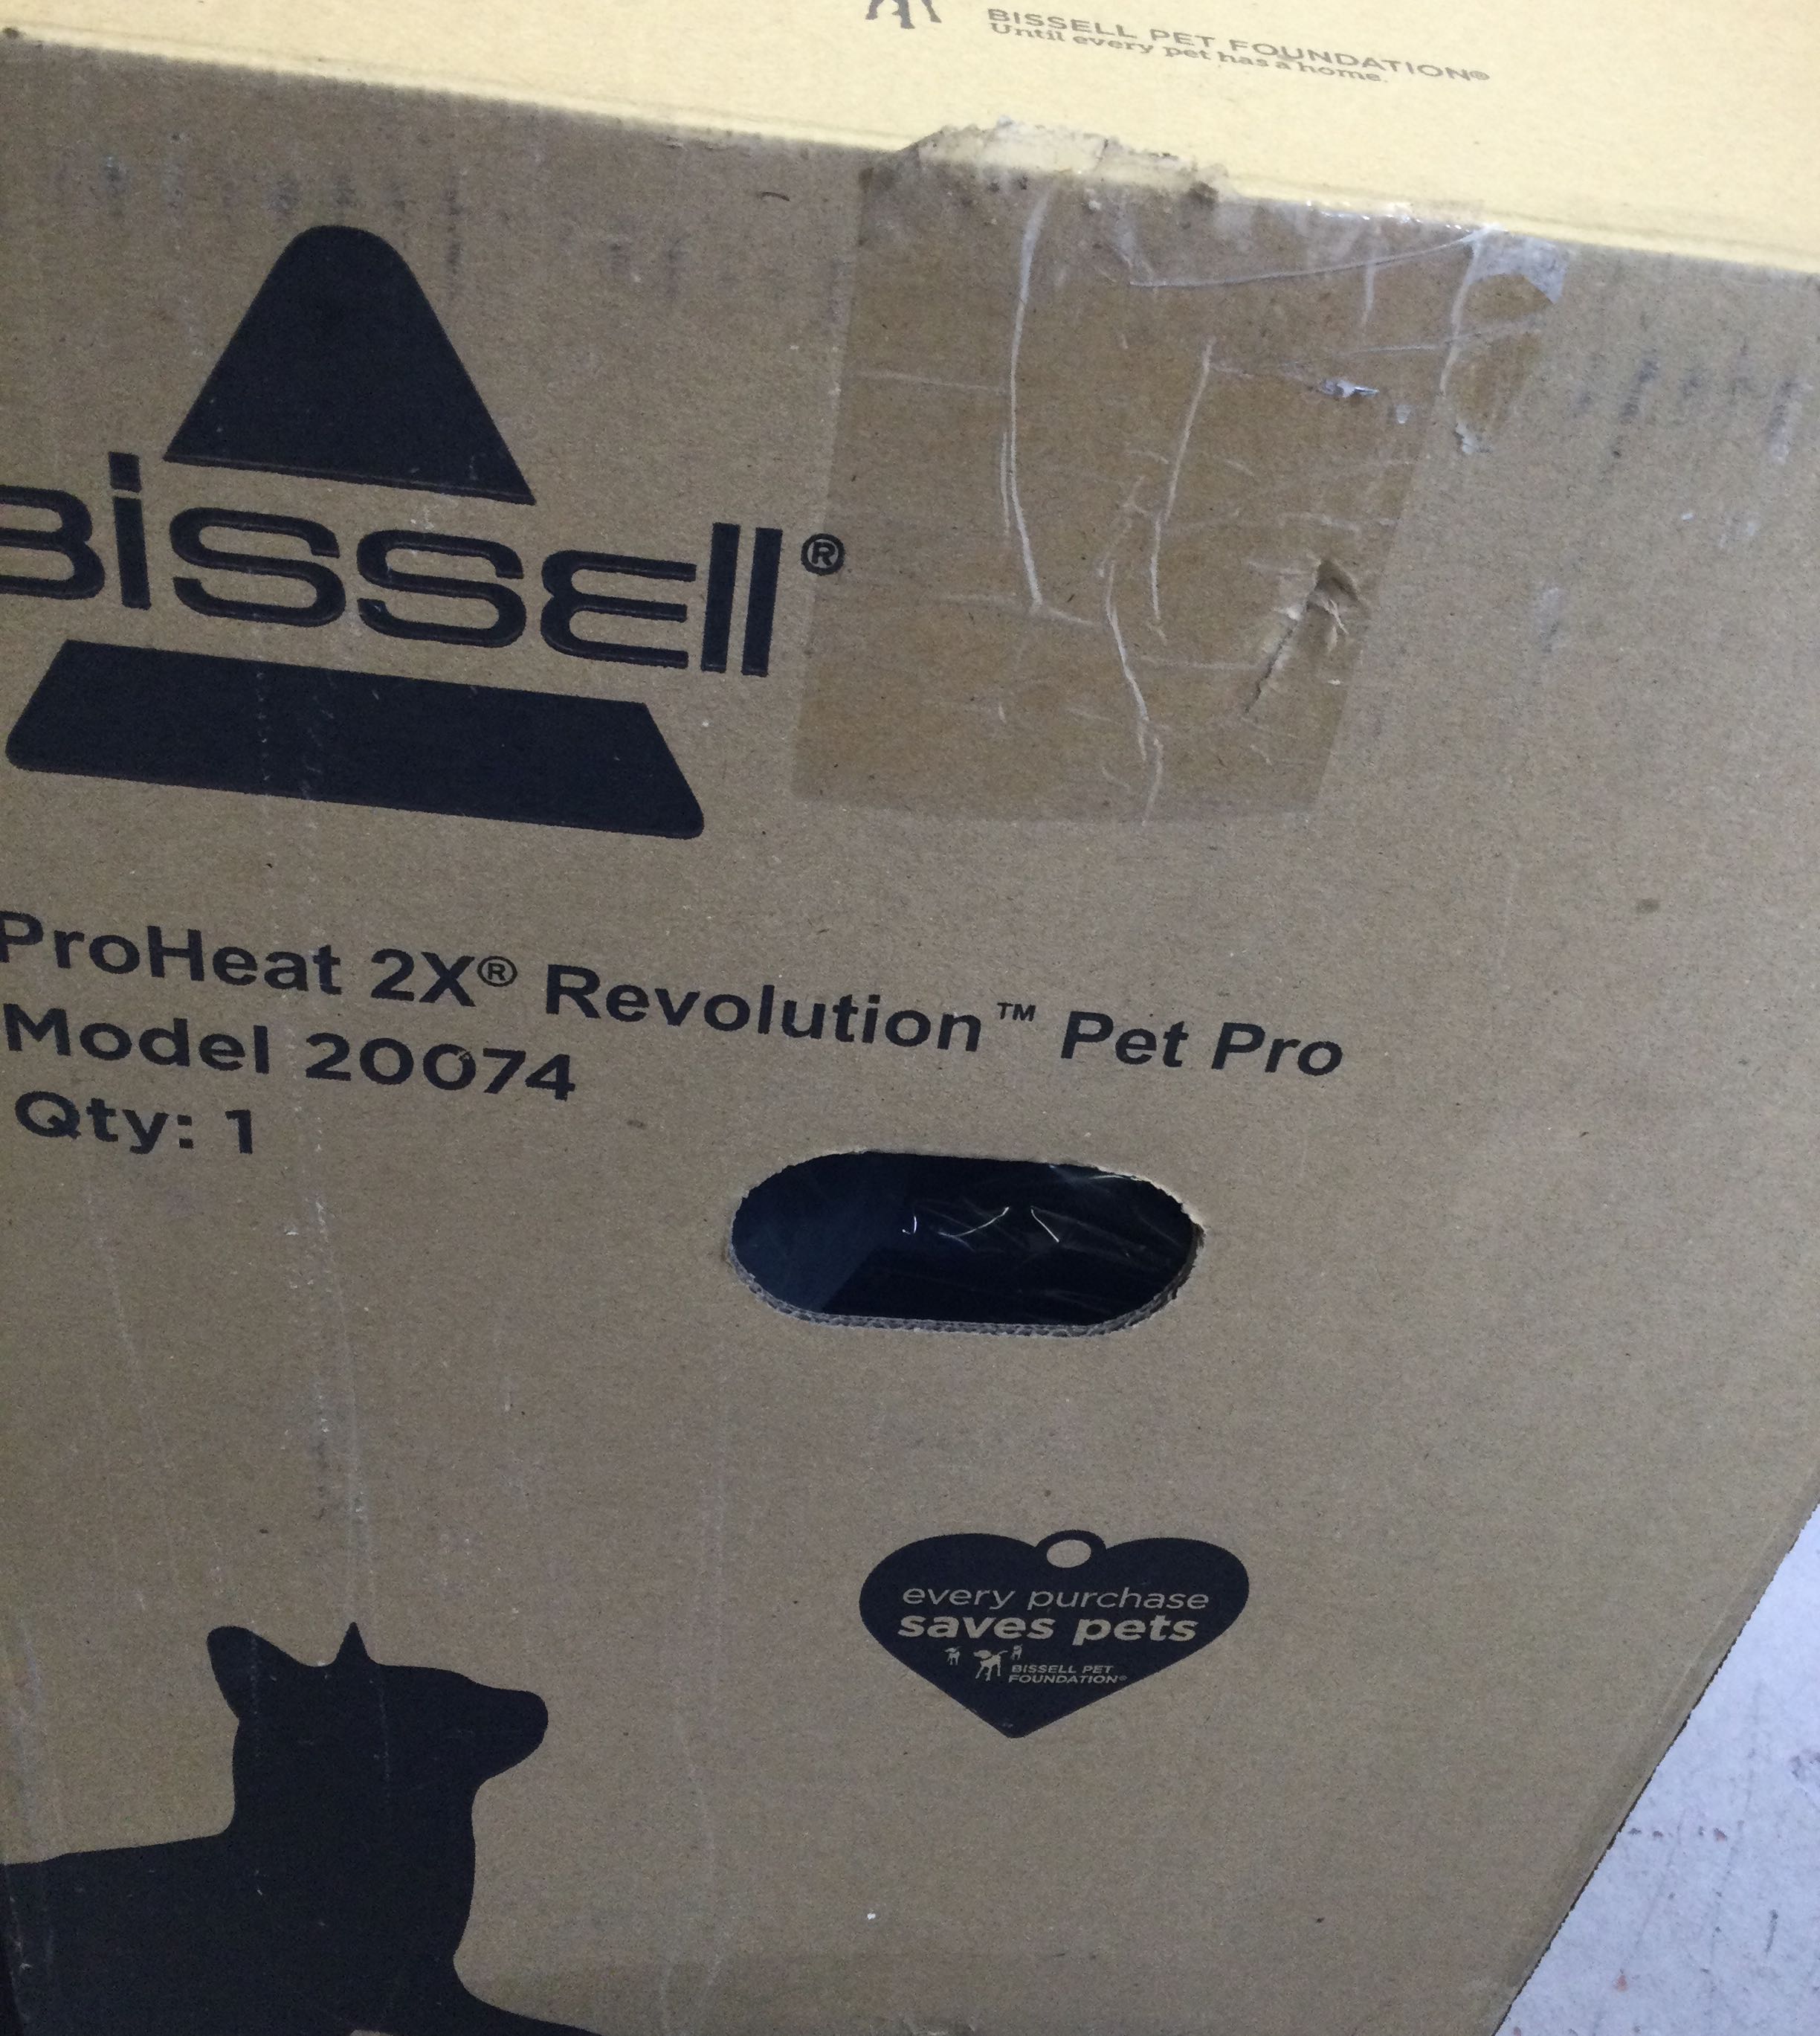 BISSELL PET FOUNDATION®
Until every pet has a home.
BiSSELL®
ProHeat 2X® Revolution™ Pet Pro
Model 20074
Qty: 1
every purchase
saves pets
BISSELL PET
FOUNDATION®